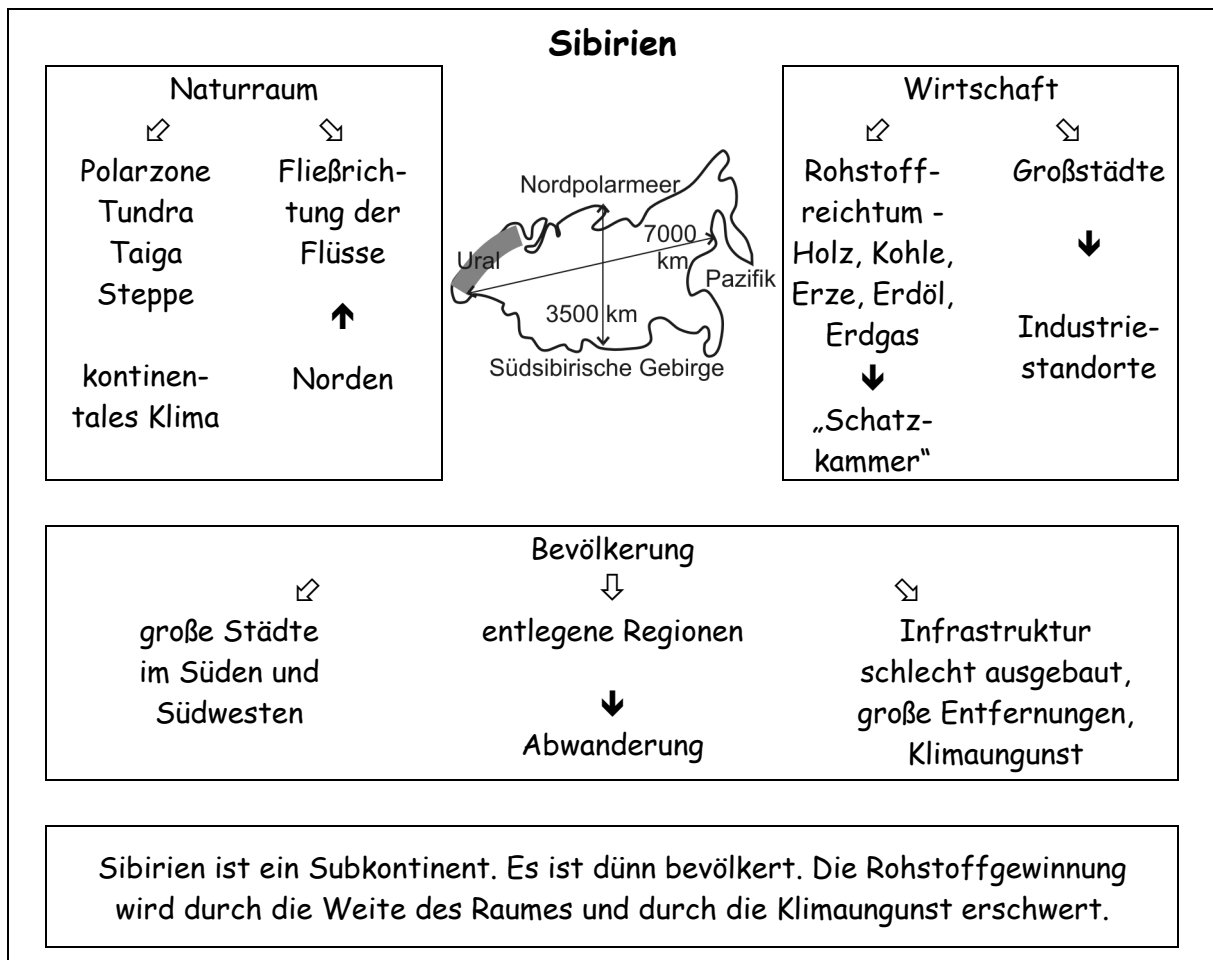 Sibirien
Naturraum
Polarzone
Tundra
Taiga
Steppe
kontinen-
tales Klima
Fließrich-
tung der
Flüsse
Norden
Nordpolarmeer
7000
km
Ural
Pazifik
3500 km
Südsibirische Gebirge
Wirtschaft
Rohstoff-
reichtum -
Holz, Kohle,
Erze, Erdöl,
Erdgas
„Schatz-
kammer“
Großstädte
Industrie-
standorte
Bevölkerung
große Städte
im Süden und
Südwesten
entlegene Regionen
Abwanderung
Infrastruktur
schlecht ausgebaut,
große Entfernungen,
Klimaungunst
Sibirien ist ein Subkontinent. Es ist dünn bevölkert. Die Rohstoffgewinnung
wird durch die Weite des Raumes und durch die Klimaungunst erschwert.